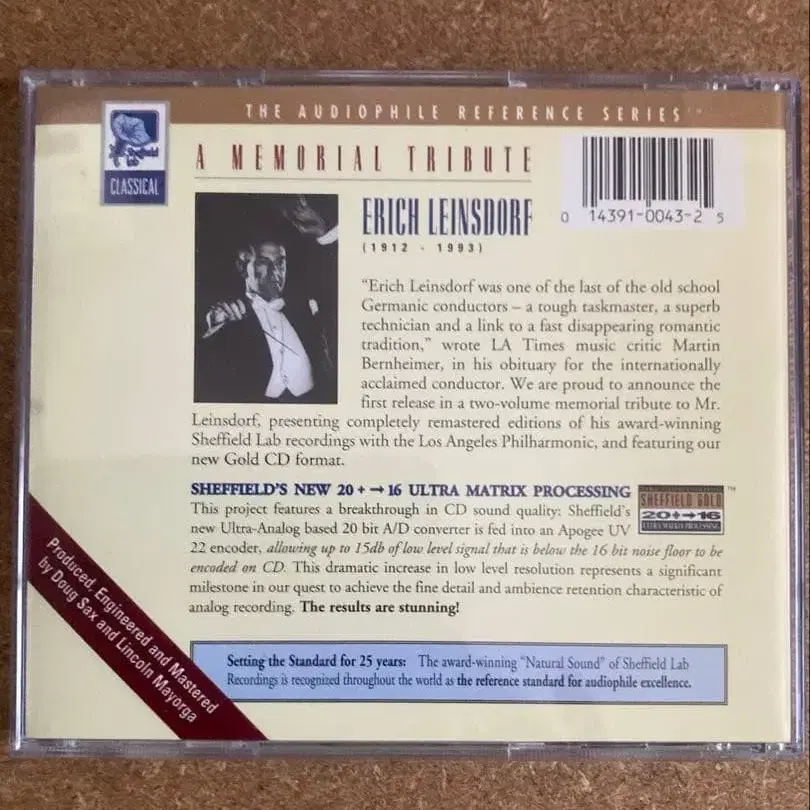 THE AUDIOPHILE REFERENCE SERIES™
CLASSICAL
A MEMORIAL TRIBUTE
ERICH LEINSDORF
(1912 - 1993)
0 14391-0043-2 5
“Erich Leinsdorf was one of the last of the old school
Germanic conductors – a tough taskmaster, a superb
technician and a link to a fast disappearing romantic
tradition,” wrote LA Times music critic Martin
Bernheimer, in his obituary for the internationally
acclaimed conductor. We are proud to announce the
first release in a two-volume memorial tribute to Mr.
Leinsdorf, presenting completely remastered editions of his award-winning
Sheffield Lab recordings with the Los Angeles Philharmonic, and featuring our
new Gold CD format.
SHEFFIELD'S NEW 20+→16 ULTRA MATRIX PROCESSING
This project features a breakthrough in CD sound quality: Sheffield's
new Ultra-Analog based 20 bit A/D converter is fed into an Apogee UV
22 encoder, allowing up to 15db of low level signal that is below the 16 bit noise floor to be
encoded on CD. This dramatic increase in low level resolution represents a significant
milestone in our quest to achieve the fine detail and ambience retention characteristic of
analog recording. The results are stunning!
SHEFFIELD GOLD™
20+→16
ULTRA MATRIX PROCESSING
Produced, Engineered and Mastered
by Doug Sax and Lincoln Mayorga
Setting the Standard for 25 years: The award-winning “Natural Sound” of Sheffield Lab
Recordings is recognized throughout the world as the reference standard for audiophile excellence.